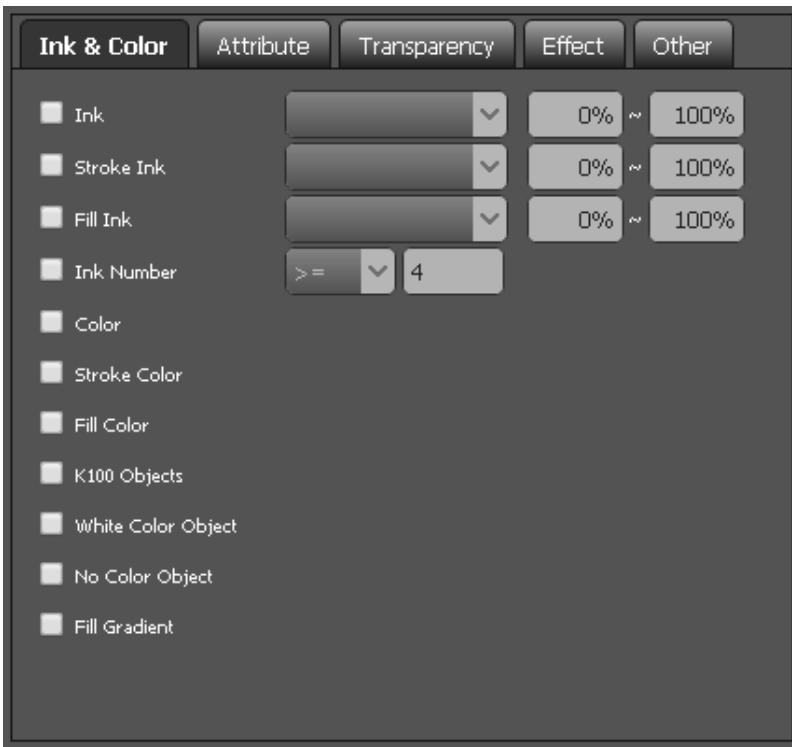 Ink & Color Attribute Transparency Effect Other
Ink 0% ~ 100%
Stroke Ink 0% ~ 100%
Fill Ink 0% ~ 100%
Ink Number >= 4
Color
Stroke Color
Fill Color
K100 Objects
White Color Object
No Color Object
Fill Gradient